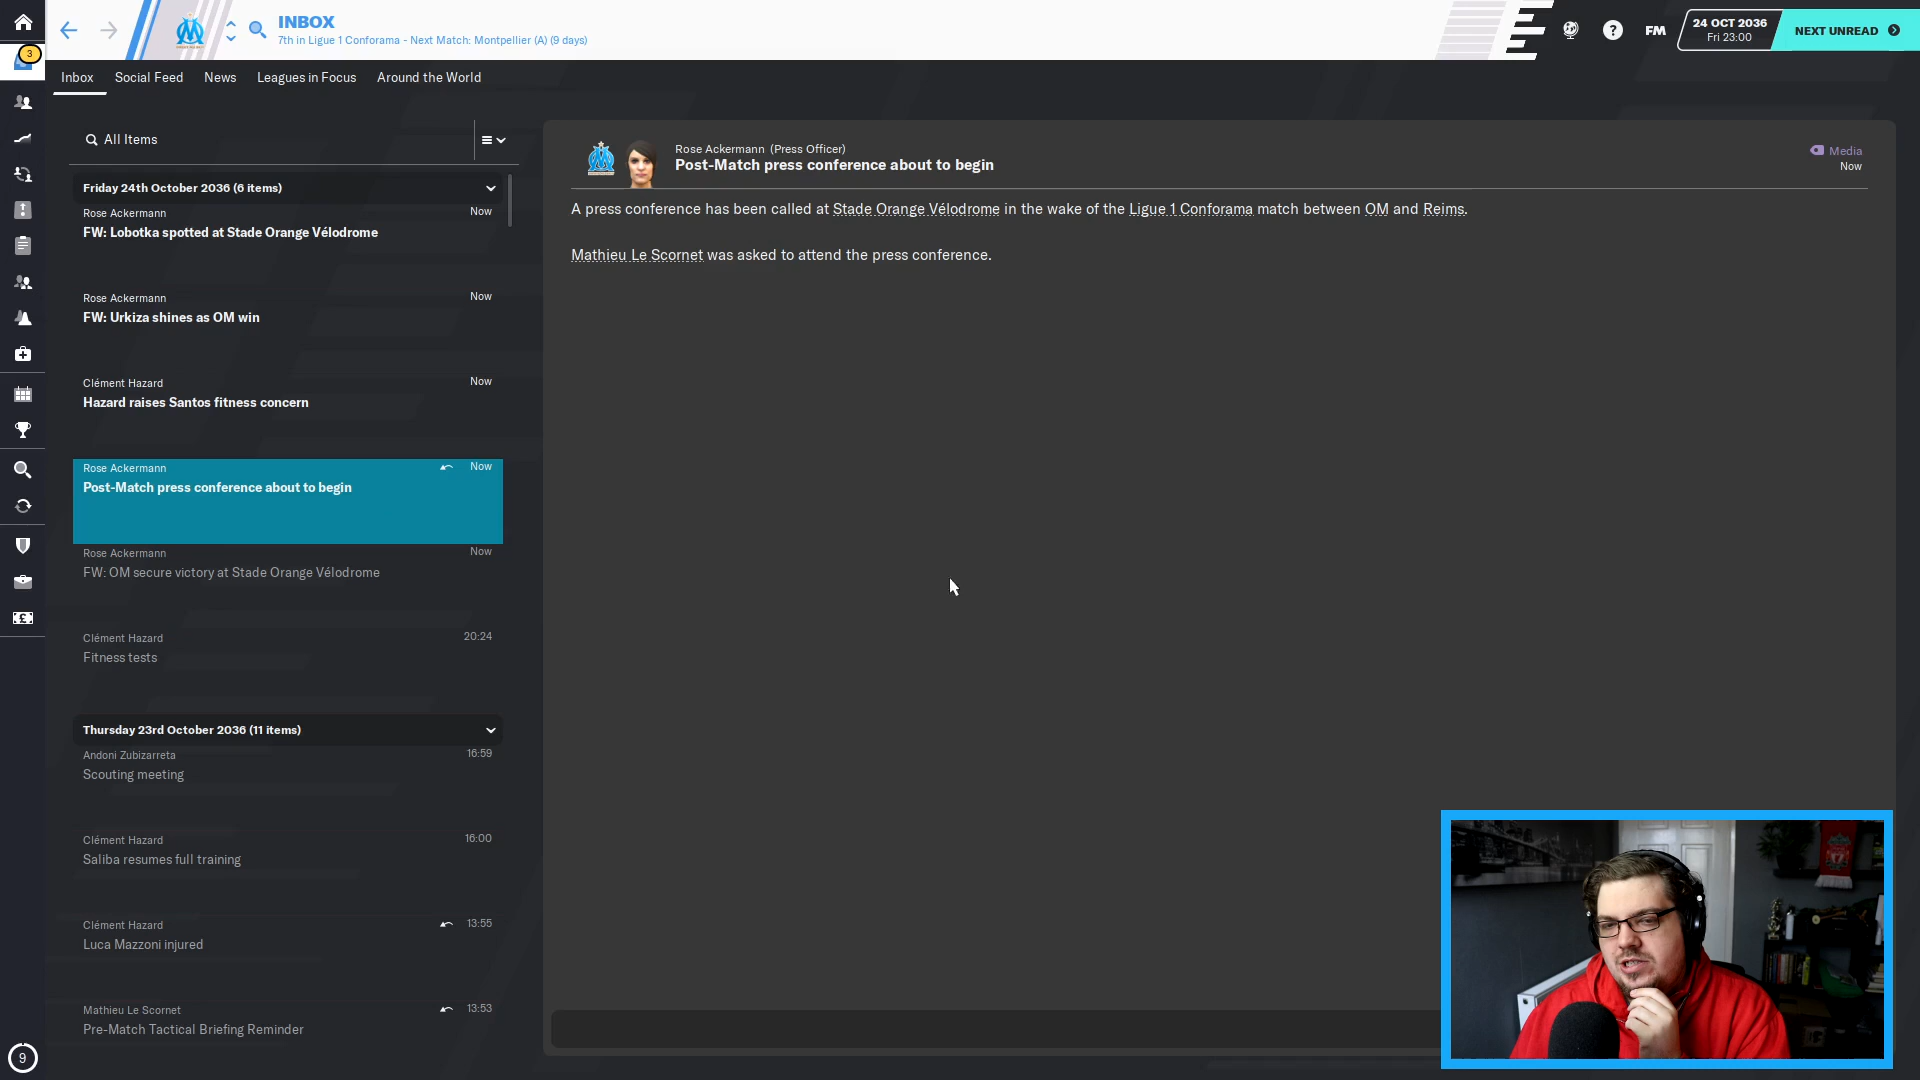 3
INBOX
7th in Ligue 1 Conforama - Next Match: Montpellier (A) (9 days)
FM
24 OCT 2036
Fri 23:00
NEXT UNREAD
Inbox Social Feed News Leagues in Focus Around the World
All Items
Friday 24th October 2036 (6 items)
Rose Ackermann Now
FW: Lobotka spotted at Stade Orange Vélodrome
Rose Ackermann Now
FW: Urkiza shines as OM win
Clément Hazard Now
Hazard raises Santos fitness concern
Rose Ackermann Now
Post-Match press conference about to begin
Rose Ackermann Now
FW: OM secure victory at Stade Orange Vélodrome
Clément Hazard 20:24
Fitness tests
Thursday 23rd October 2036 (11 items)
Andoni Zubizarreta 16:59
Scouting meeting
Clément Hazard 16:00
Saliba resumes full training
Clément Hazard 13:55
Luca Mazzoni injured
Mathieu Le Scornet 13:53
Pre-Match Tactical Briefing Reminder
9
Rose Ackermann (Press Officer)
Post-Match press conference about to begin
Media
Now
A press conference has been called at Stade Orange Vélodrome in the wake of the Ligue 1 Conforama match between OM and Reims.
Mathieu Le Scornet was asked to attend the press conference.